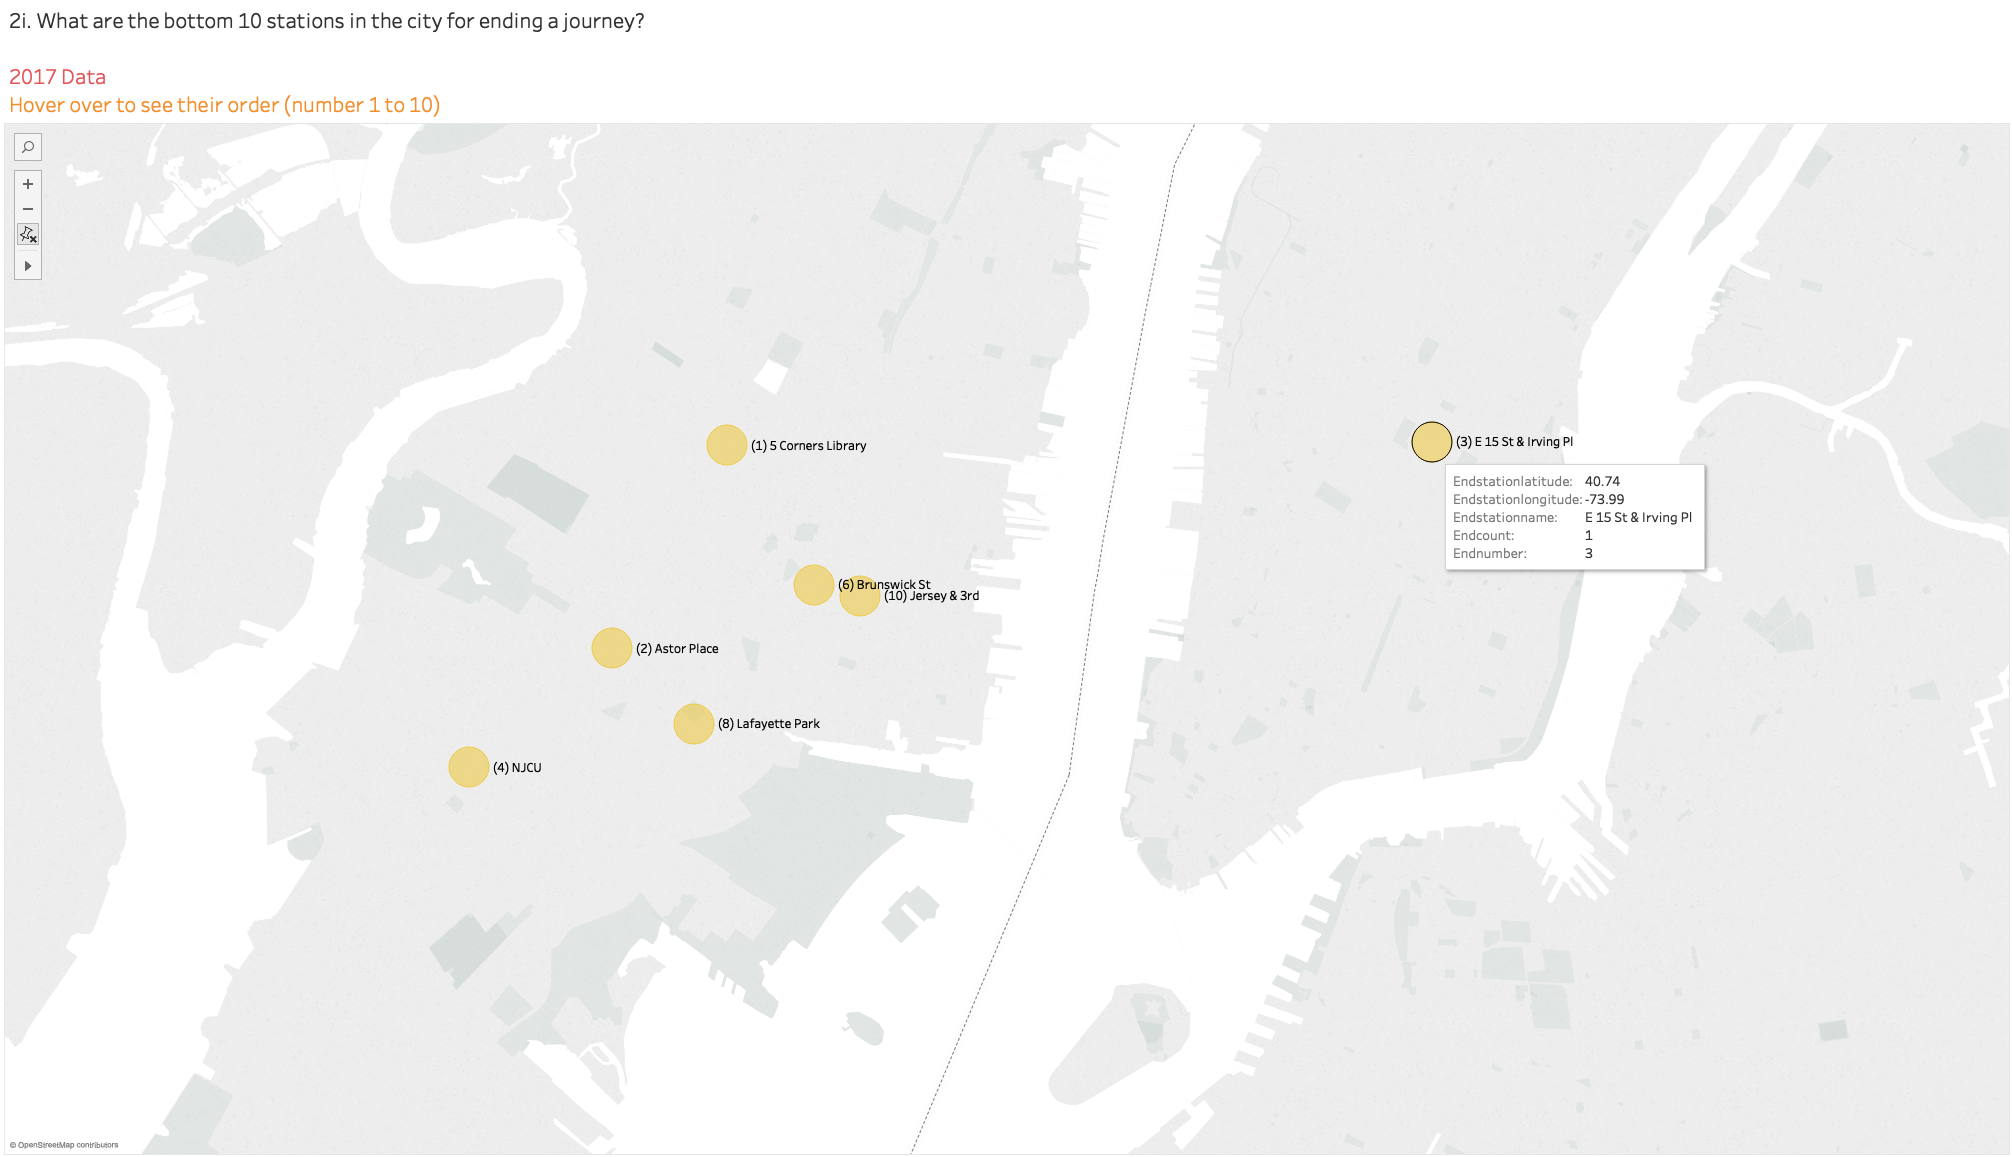 2i. What are the bottom 10 stations in the city for ending a journey?
2017 Data
Hover over to see their order (number 1 to 10)
(1) 5 Corners Library
(3) E 15 St & Irving Pl
Endstationlatitude: 40.74
Endstationlongitude: -73.99
Endstationname: E 15 St & Irving Pl
Endcount: 1
Endnumber: 3
(6) Brunswick St
(10) Jersey & 3rd
(2) Astor Place
(8) Lafayette Park
(4) NJCU
© OpenStreetMap contributors